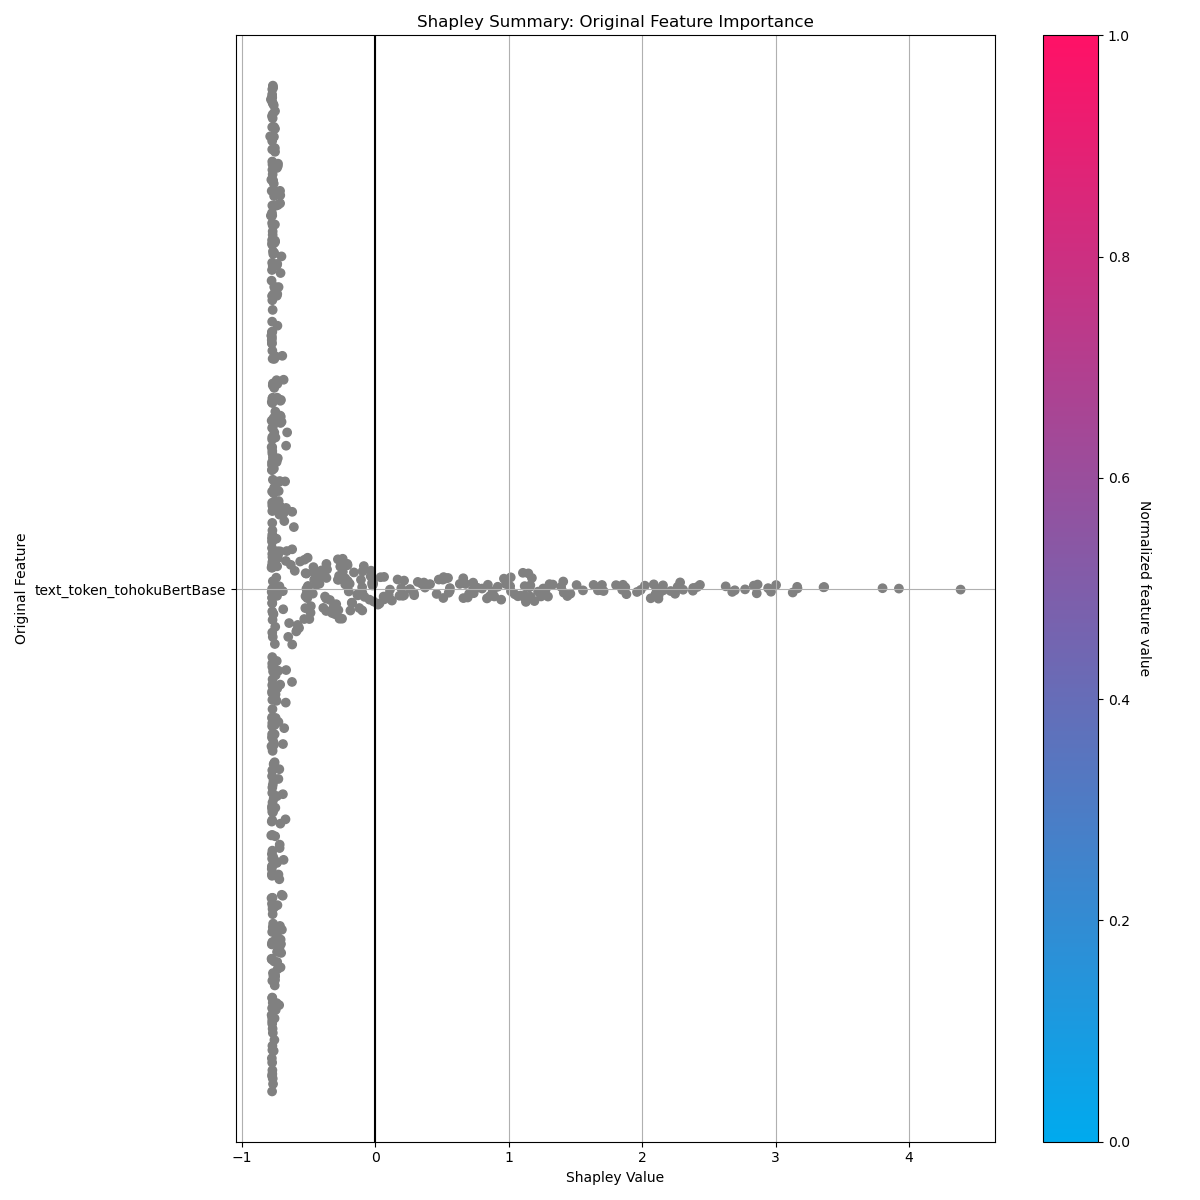 Shapley Summary: Original Feature Importance
Original Feature
text_token_tohokuBertBase
−1
0
1
2
3
4
Shapley Value
1.0
0.8
0.6
0.4
0.2
0.0
Normalized feature value